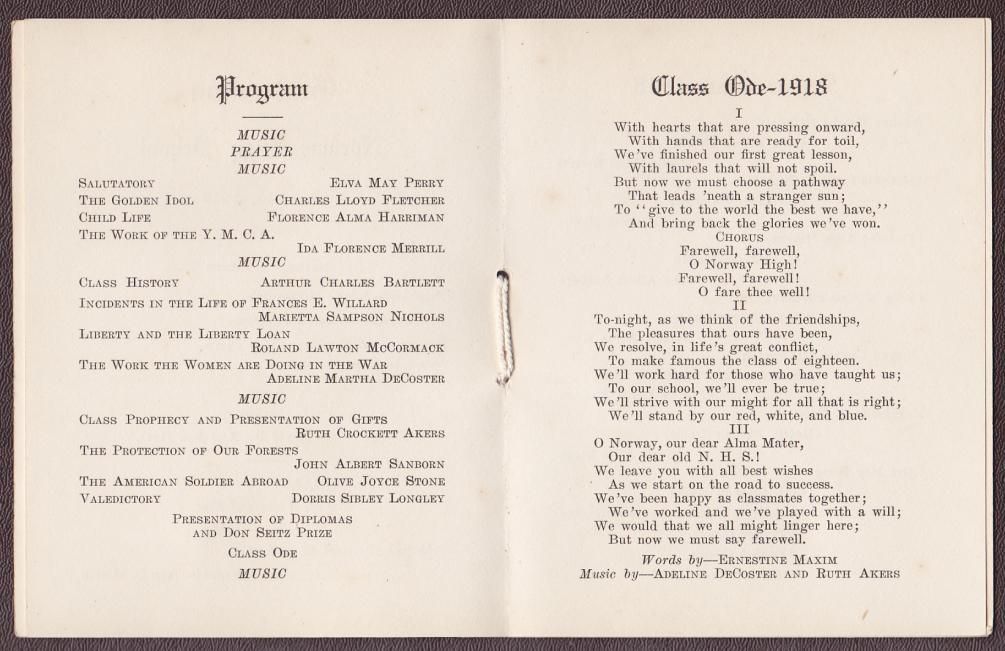 Program
MUSIC
PRAYER
MUSIC
Salutatory Elva May Perry
The Golden Idol Charles Lloyd Fletcher
Child Life Florence Alma Harriman
The Work of the Y. M. C. A.
Ida Florence Merrill
MUSIC
Class History Arthur Charles Bartlett
Incidents in the Life of Frances E. Willard
Marietta Sampson Nichols
Liberty and the Liberty Loan
Roland Lawton McCormack
The Work the Women are Doing in the War
Adeline Martha DeCoster
MUSIC
Class Prophecy and Presentation of Gifts
Ruth Crockett Akers
The Protection of Our Forests
John Albert Sanborn
The American Soldier Abroad Olive Joyce Stone
Valedictory Dorris Sibley Longley
Presentation of Diplomas
and Don Seitz Prize
Class Ode
MUSIC
Class Ode-1918
I
With hearts that are pressing onward,
With hands that are ready for toil,
We've finished our first great lesson,
With laurels that will not spoil.
But now we must choose a pathway
That leads 'neath a stranger sun;
To "give to the world the best we have,"
And bring back the glories we've won.
Chorus
Farewell, farewell,
O Norway High!
Farewell, farewell!
O fare thee well!
II
To-night, as we think of the friendships,
The pleasures that ours have been,
We resolve, in life's great conflict,
To make famous the class of eighteen.
We'll work hard for those who have taught us;
To our school, we'll ever be true;
We'll strive with our might for all that is right;
We'll stand by our red, white, and blue.
III
O Norway, our dear Alma Mater,
Our dear old N. H. S.!
We leave you with all best wishes
As we start on the road to success.
We've been happy as classmates together;
We've worked and we've played with a will;
We would that we all might linger here;
But now we must say farewell.
Words by—Ernestine Maxim
Music by—Adeline DeCoster and Ruth Akers